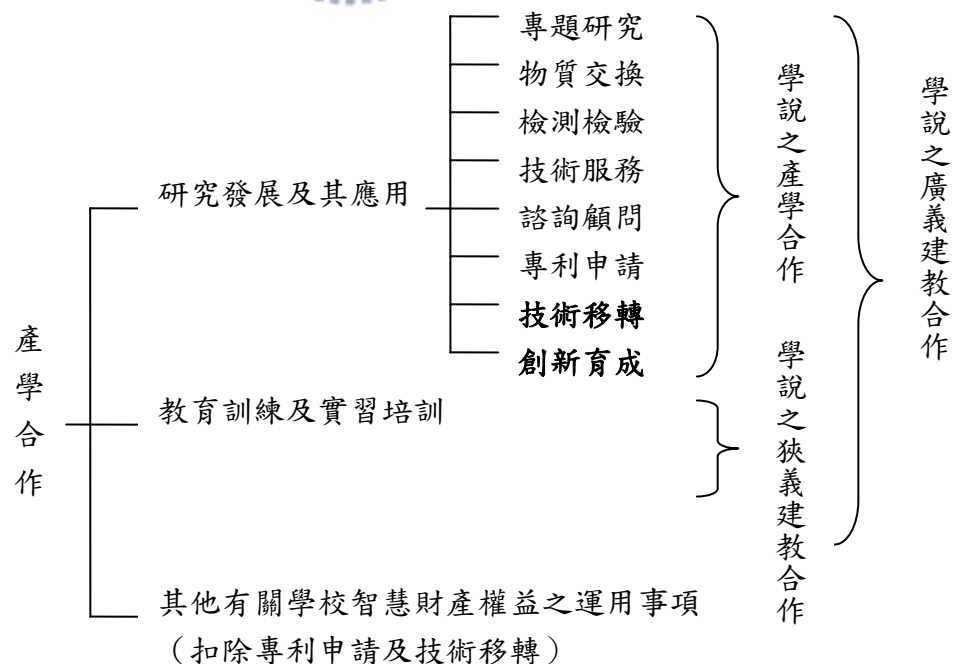 專題研究
物質交換
檢測檢驗
技術服務
諮詢顧問
專利申請
技術移轉
創新育成
研究發展及其應用
產學合作
教育訓練及實習培訓
其他有關學校智慧財產權益之運用事項
（扣除專利申請及技術移轉）
學說之產學合作
學說之狹義建教合作
學說之廣義建教合作